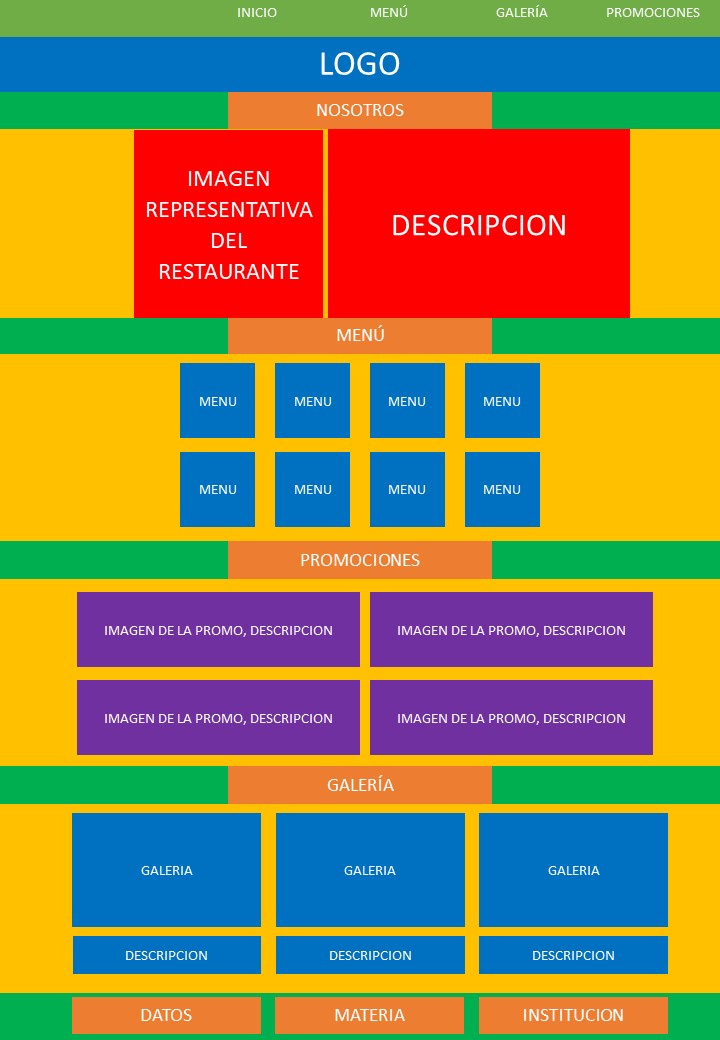 INICIO MENÚ GALERÍA PROMOCIONES
LOGO
NOSOTROS
IMAGEN
REPRESENTATIVA
DEL
RESTAURANTE
DESCRIPCION
MENÚ
MENU MENU MENU MENU
MENU MENU MENU MENU
PROMOCIONES
IMAGEN DE LA PROMO, DESCRIPCION IMAGEN DE LA PROMO, DESCRIPCION
IMAGEN DE LA PROMO, DESCRIPCION IMAGEN DE LA PROMO, DESCRIPCION
GALERÍA
GALERIA GALERIA GALERIA
DESCRIPCION DESCRIPCION DESCRIPCION
DATOS MATERIA INSTITUCION